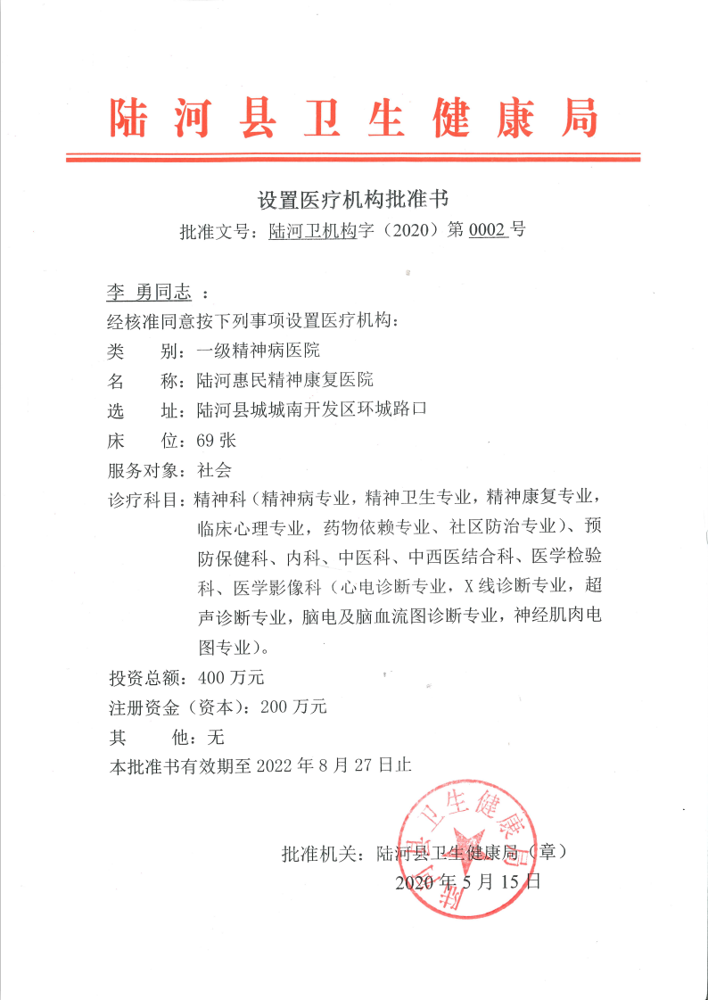 陆河县卫生健康局
设置医疗机构批准书
批准文号：陆河卫机构字（2020）第 0002 号
李 勇同志 ：
经核准同意按下列事项设置医疗机构：
类 别：一级精神病医院
名 称：陆河惠民精神康复医院
选 址：陆河县城城南开发区环城路口
床 位：69 张
服务对象：社会
诊疗科目：精神科（精神病专业，精神卫生专业，精神康复专业，
临床心理专业，药物依赖专业、社区防治专业）、预
防保健科、内科、中医科、中西医结合科、医学检验
科、医学影像科（心电诊断专业，X 线诊断专业，超
声诊断专业，脑电及脑血流图诊断专业，神经肌肉电
图专业）。
投资总额：400 万元
注册资金（资本）：200 万元
其 他：无
本批准书有效期至 2022 年 8 月 27 日止
批准机关：陆河县卫生健康局（章）
2020 年 5 月 15 日
陆河县卫生健康局